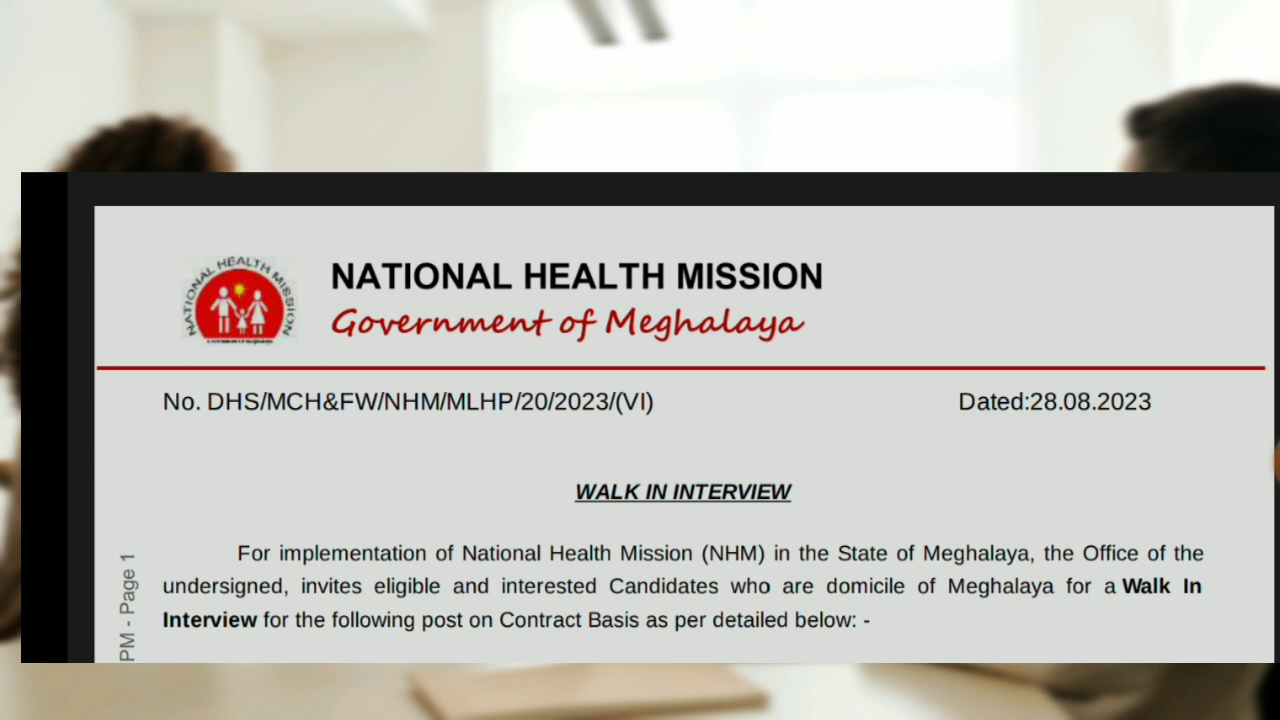 NATIONAL HEALTH MISSION
NATIONAL HEALTH MISSION
Government of Meghalaya
No. DHS/MCH&FW/NHM/MLHP/20/2023/(VI)
Dated:28.08.2023
WALK IN INTERVIEW
For implementation of National Health Mission (NHM) in the State of Meghalaya, the Office of the
undersigned, invites eligible and interested Candidates who are domicile of Meghalaya for a Walk In
Interview for the following post on Contract Basis as per detailed below: -
PM - Page 1